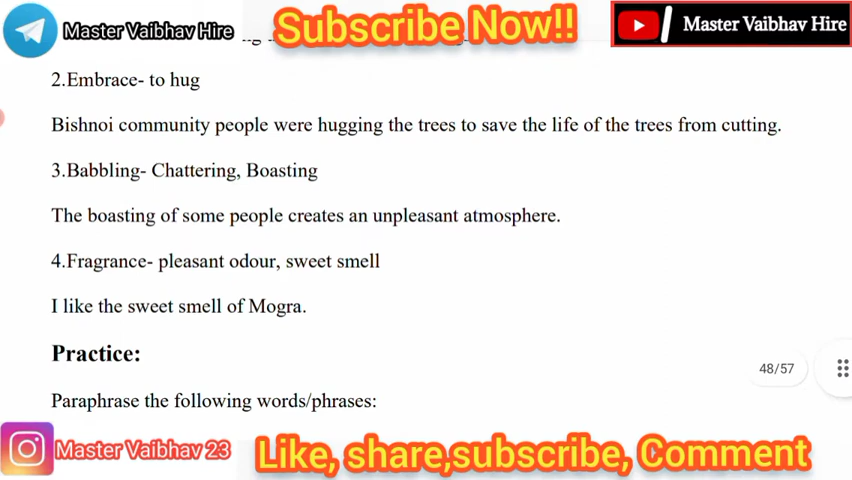 Master Vaibhav Hire
Subscribe Now!!
Master Vaibhav Hire
2.Embrace- to hug
Bishnoi community people were hugging the trees to save the life of the trees from cutting.
3.Babbling- Chattering, Boasting
The boasting of some people creates an unpleasant atmosphere.
4.Fragrance- pleasant odour, sweet smell
I like the sweet smell of Mogra.
Practice:
48/57
Paraphrase the following words/phrases:
Master Vaibhav 23
Like, share,subscribe, Comment